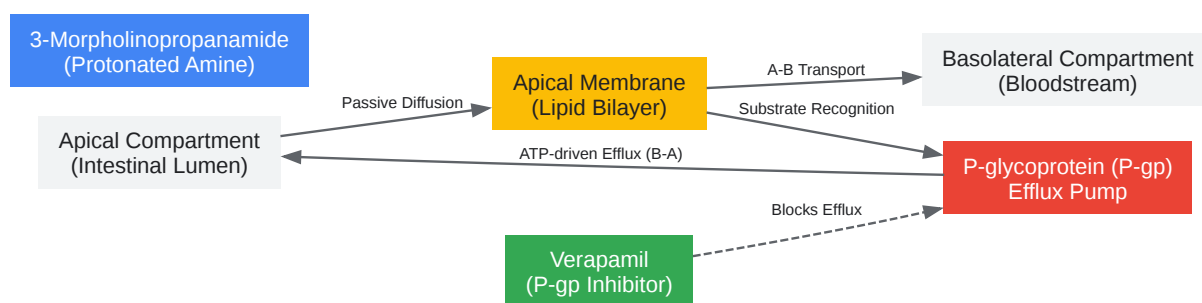 3-Morpholinopropanamide
(Protonated Amine)
Apical Compartment
(Intestinal Lumen)
Passive Diffusion
Apical Membrane
(Lipid Bilayer)
A-B Transport
Substrate Recognition
Basolateral Compartment
(Bloodstream)
ATP-driven Efflux (B-A)
P-glycoprotein (P-gp)
Efflux Pump
Blocks Efflux
Verapamil
(P-gp Inhibitor)